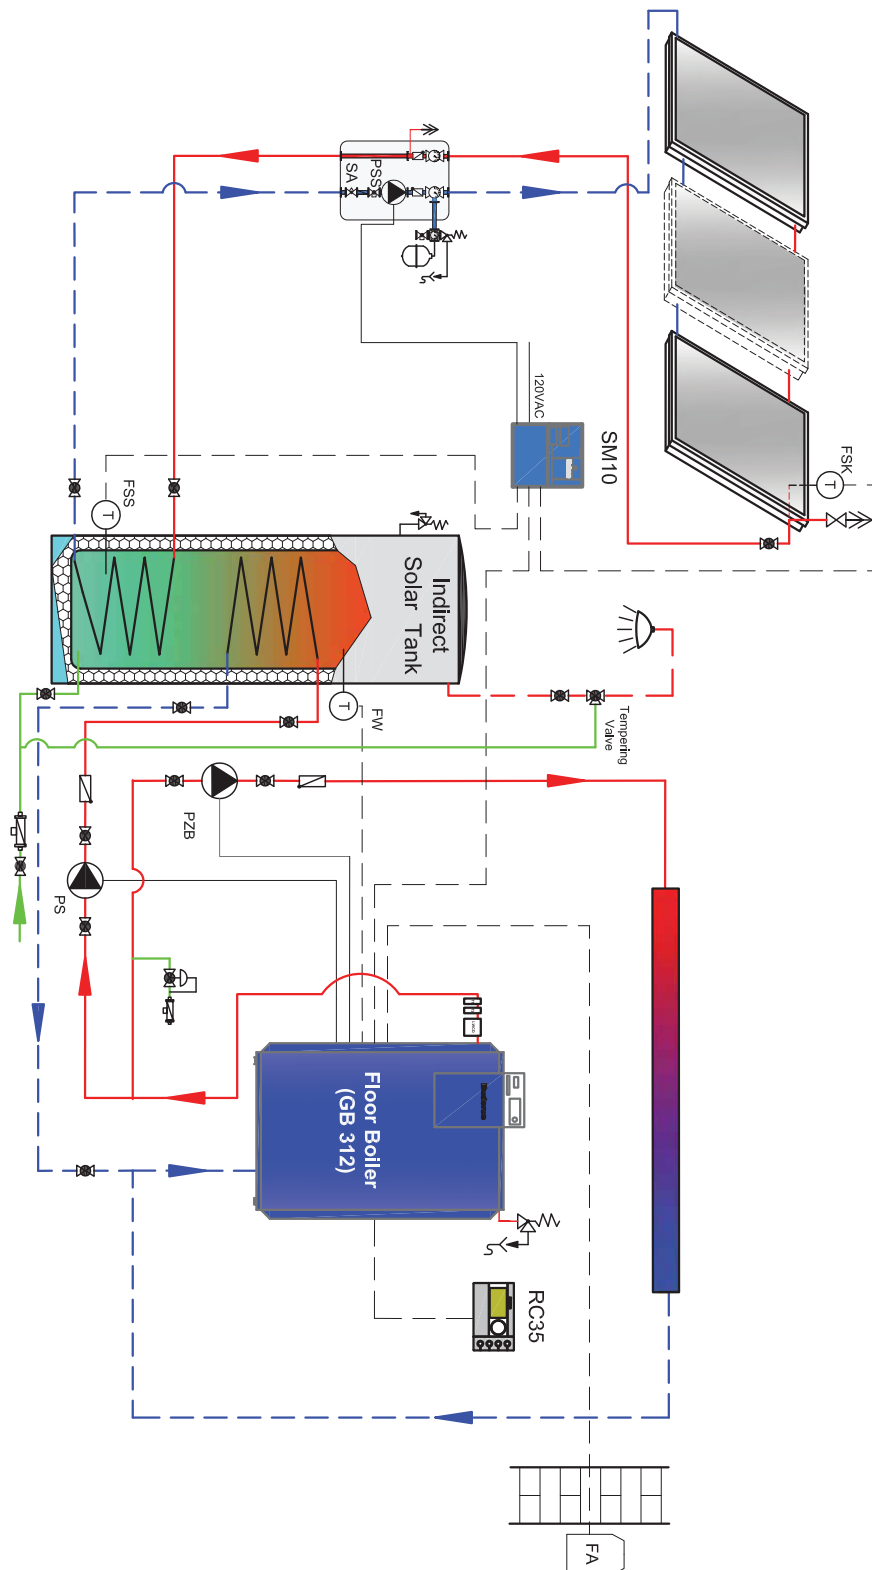 FSK
SA
PSS
120VAC
SM10
FSS
Indirect
Solar Tank
FW
Tempering
Valve
PZB
PS
Floor Boiler
(GB 312)
Buderus
RC35
FA
T
T
T